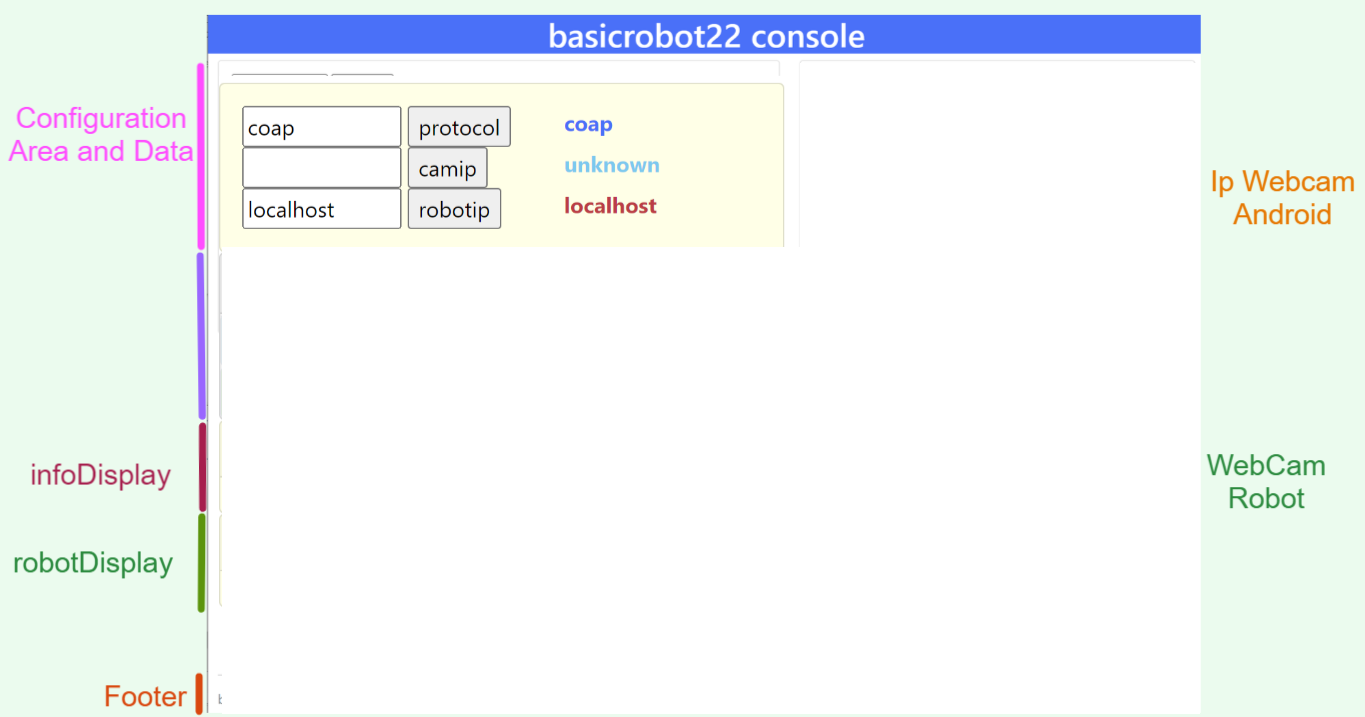 basicrobot22 console
Configuration
Area and Data
coap protocol coap
camip unknown
localhost robotip localhost
Ip Webcam
Android
infoDisplay
WebCam
Robot
robotDisplay
Footer